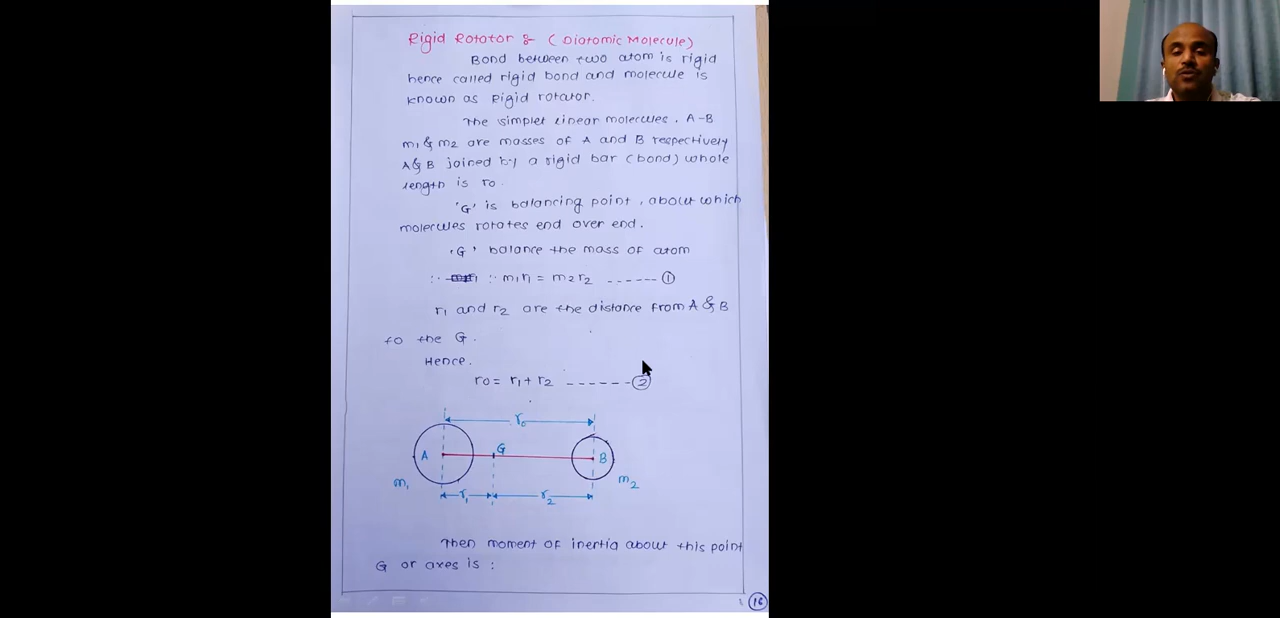 Rigid Rotator :- (Diatomic Molecule)
Bond between two atom is rigid
hence called rigid bond and molecule is
known as Rigid rotator.
The simplet linear molecules. A-B
m1 & m2 are masses of A and B respectively
A & B joined by a rigid bar (bond) whole
length is r0.
'G' is balancing point, about which
molecules rotates end over end.
'G' balance the mass of atom
∴ m1r1 = m2r2 ------ ①
r1 and r2 are the distance from A & B
to the G.
Hence.
r0 = r1 + r2 ------ ②
r0
A G B
m1 m2
r1 r2
Then moment of inertia about this point
G or axes is :
16